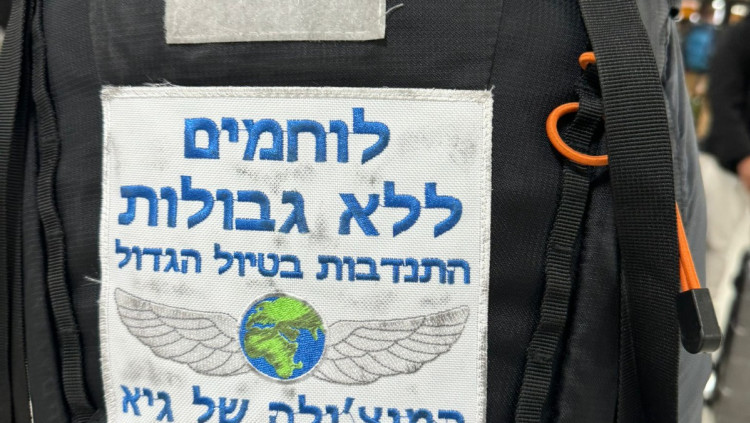 לוחמים
ללא גבולות
התנדבות בטיול הגדול
המוצ'ולה של גיא